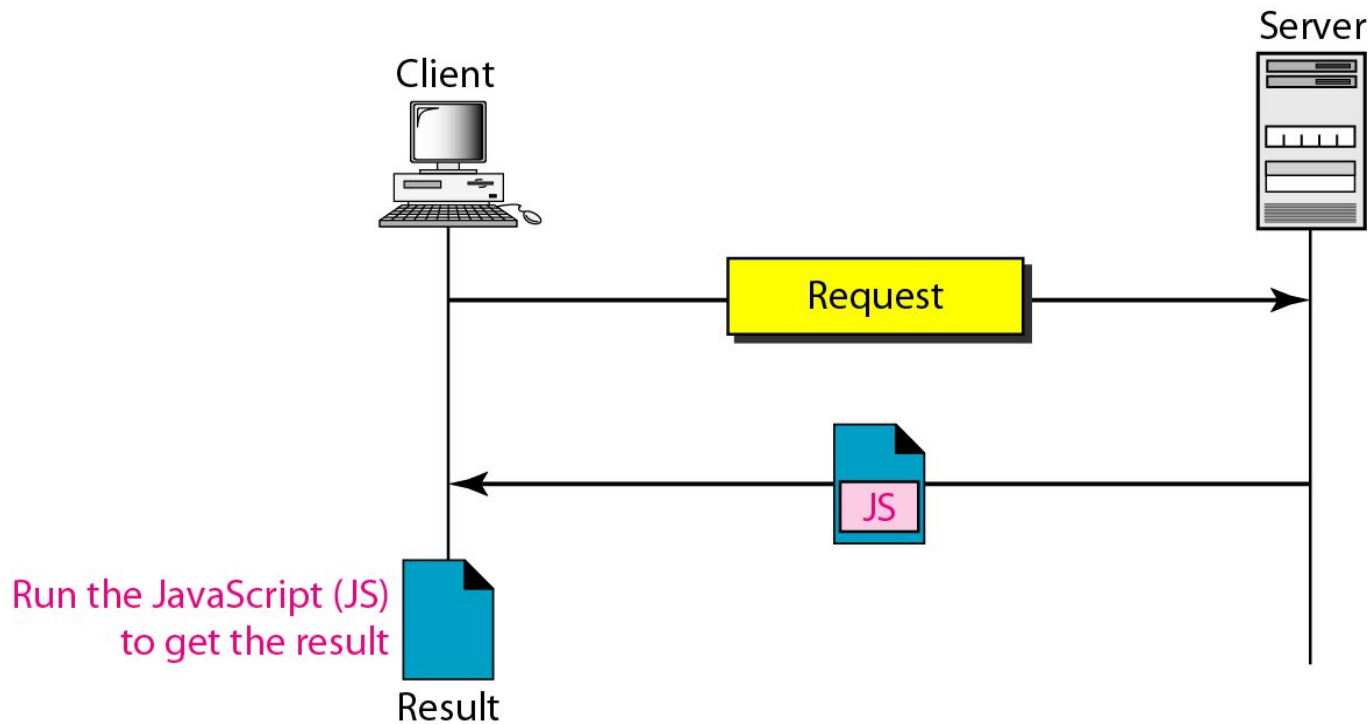 Server
Client
Request
JS
Run the JavaScript (JS)
to get the result
Result